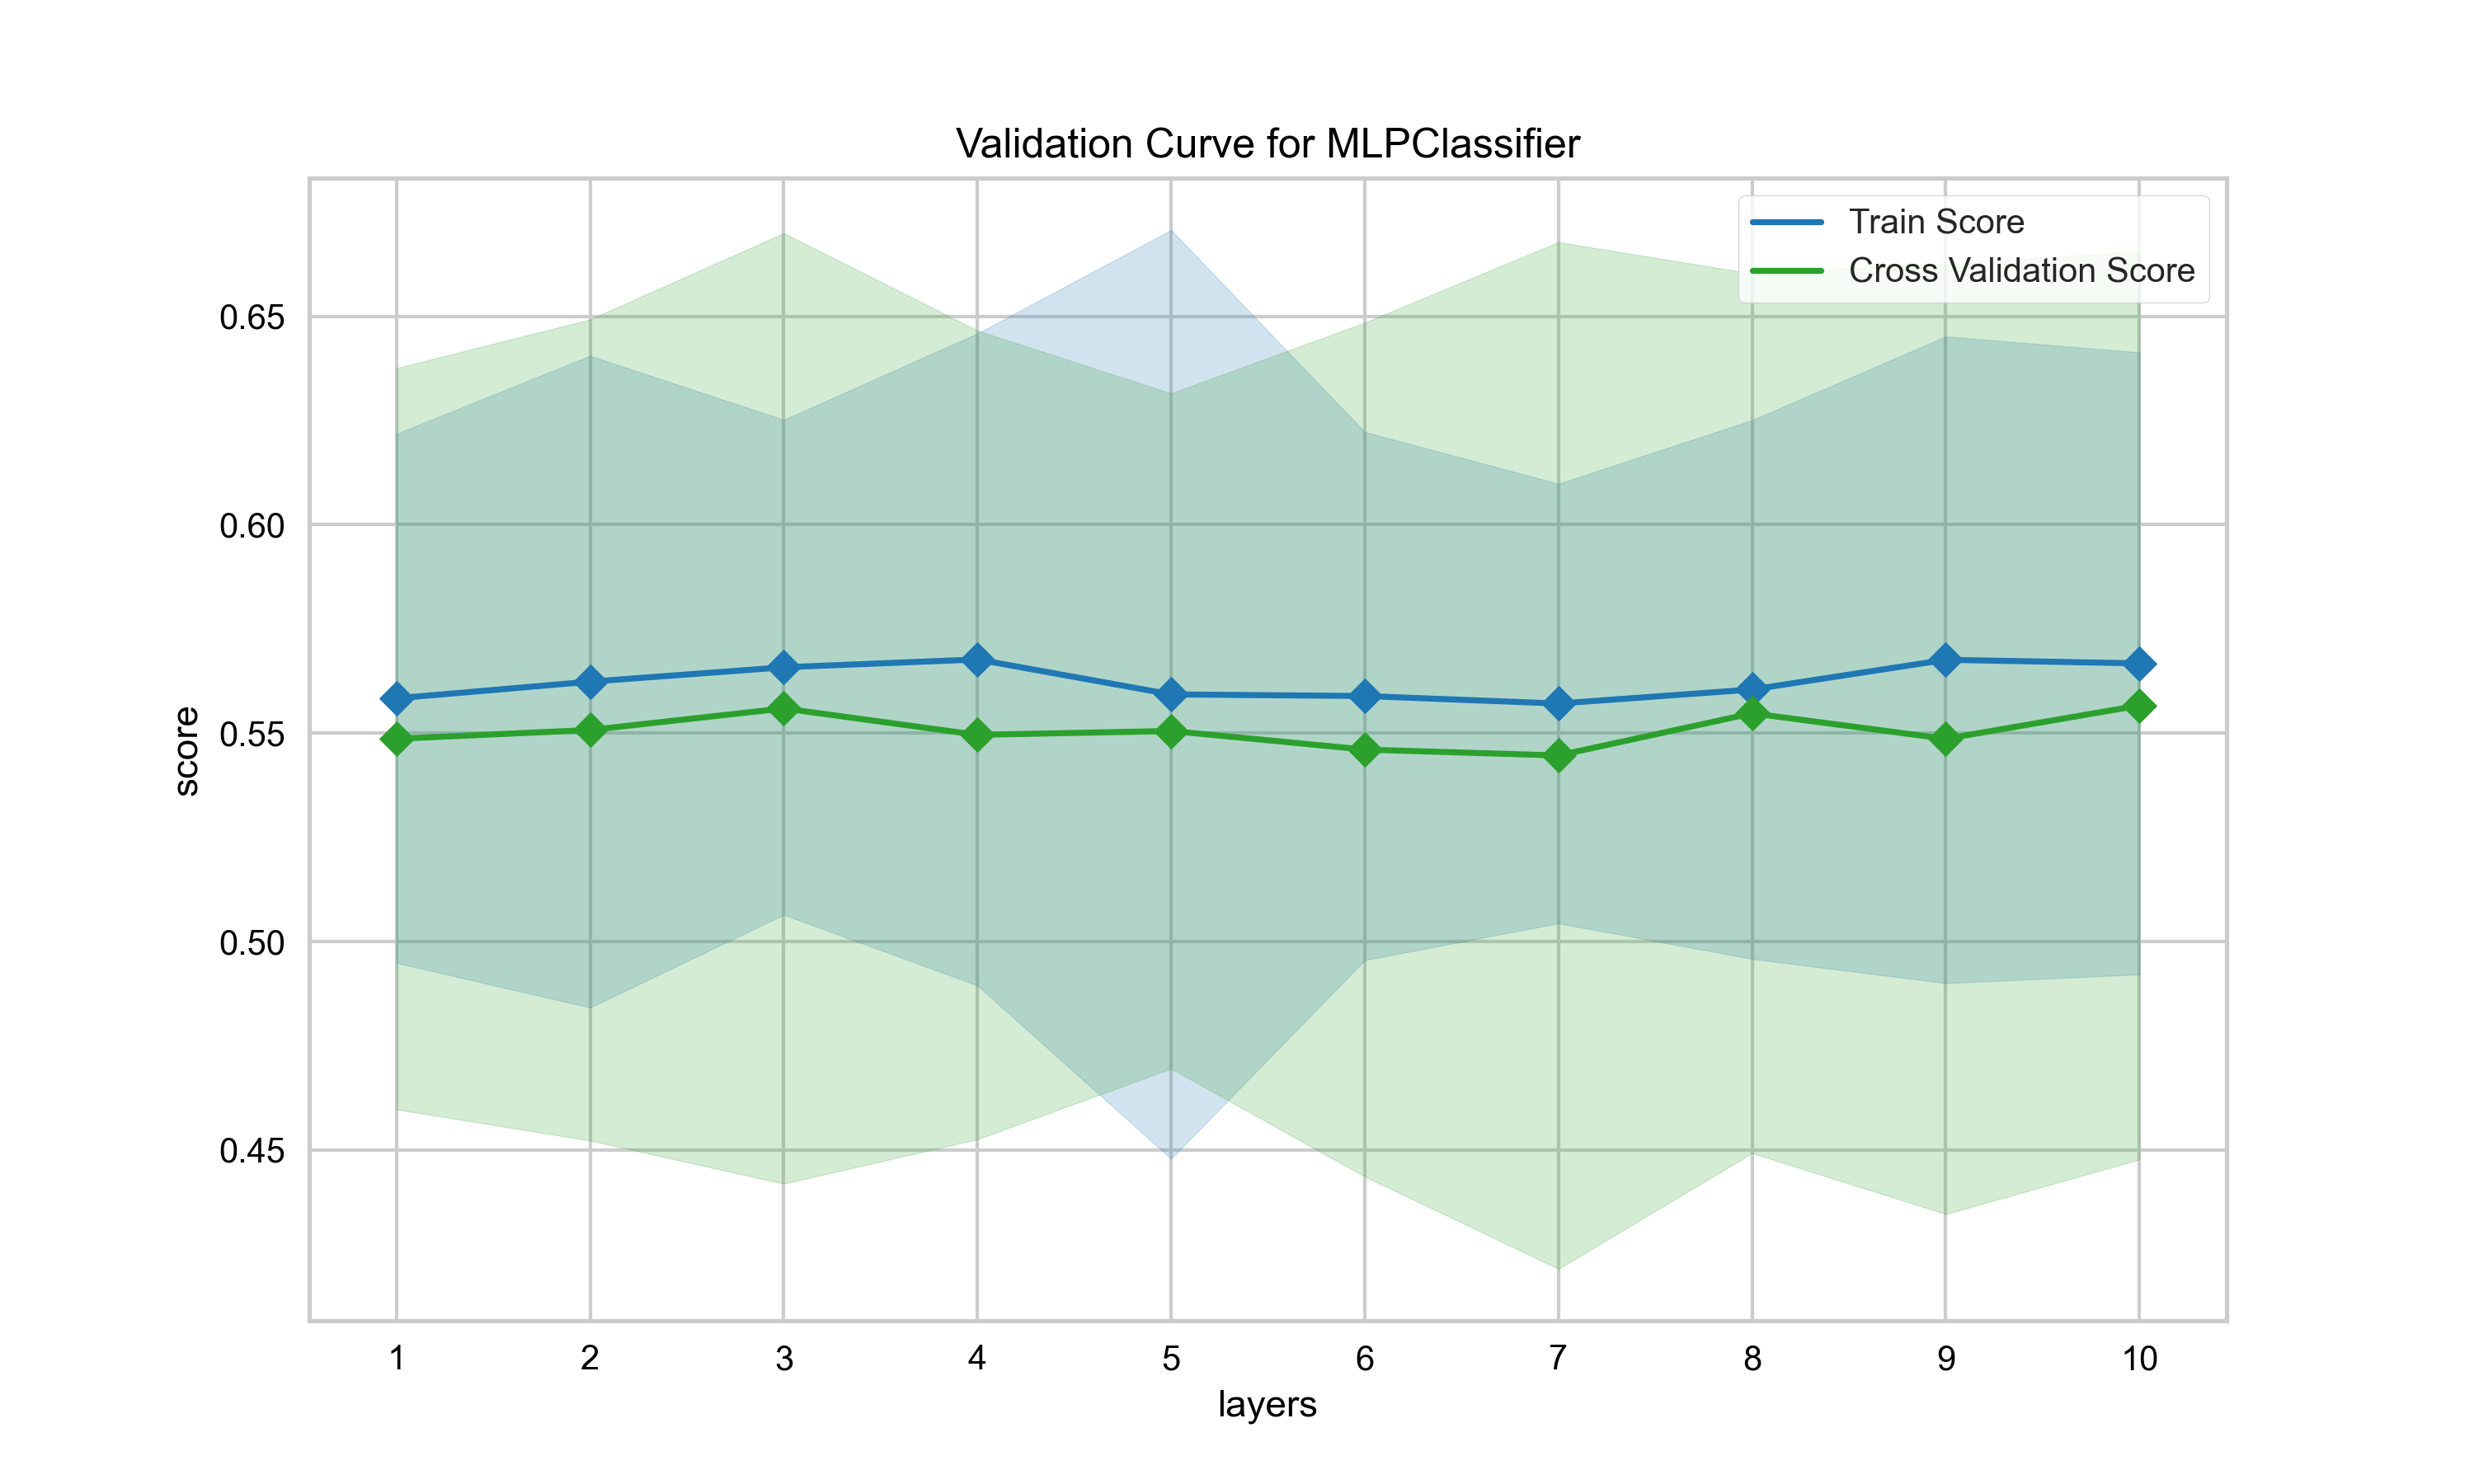 Validation Curve for MLPClassifier
Train Score
Cross Validation Score
0.65
0.60
0.55
0.50
0.45
score
1 2 3 4 5 6 7 8 9 10
layers